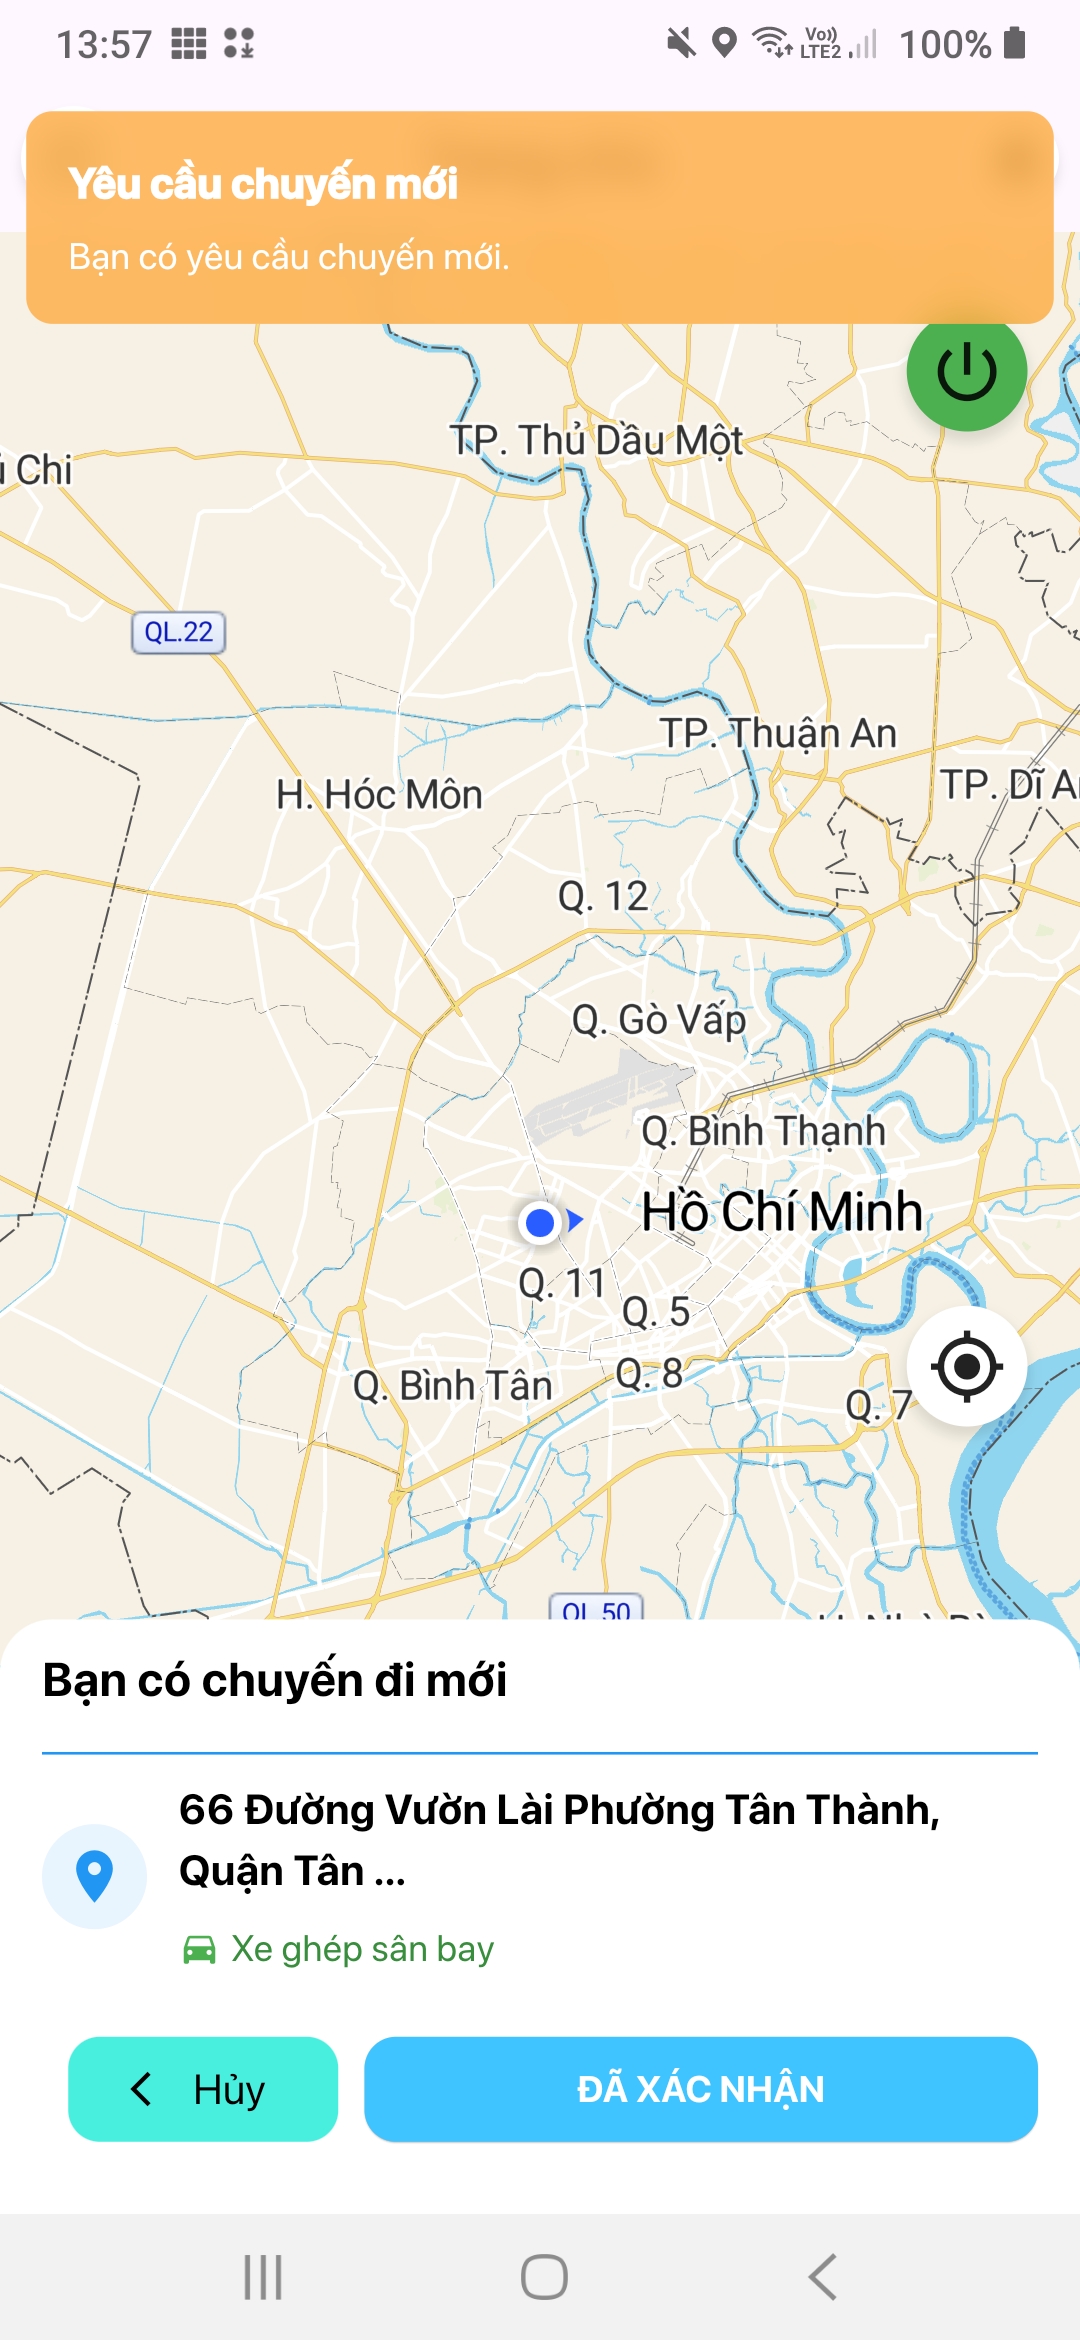 13:57
Vo))
LTE2
100%
Yêu cầu chuyến mới
Bạn có yêu cầu chuyến mới.
TP. Thủ Dầu Một
Chi
QL.22
TP. Thuận An
TP. Dĩ A
H. Hóc Môn
Q. 12
Q. Gò Vấp
Q. Bình Thạnh
Hồ Chí Minh
Q. 11
Q. 5
Q. 8
Q. Bình Tân
Q. 7
QL.50
Bạn có chuyến đi mới
66 Đường Vườn Lài Phường Tân Thành,
Quận Tân ...
Xe ghép sân bay
Hủy
ĐÃ XÁC NHẬN